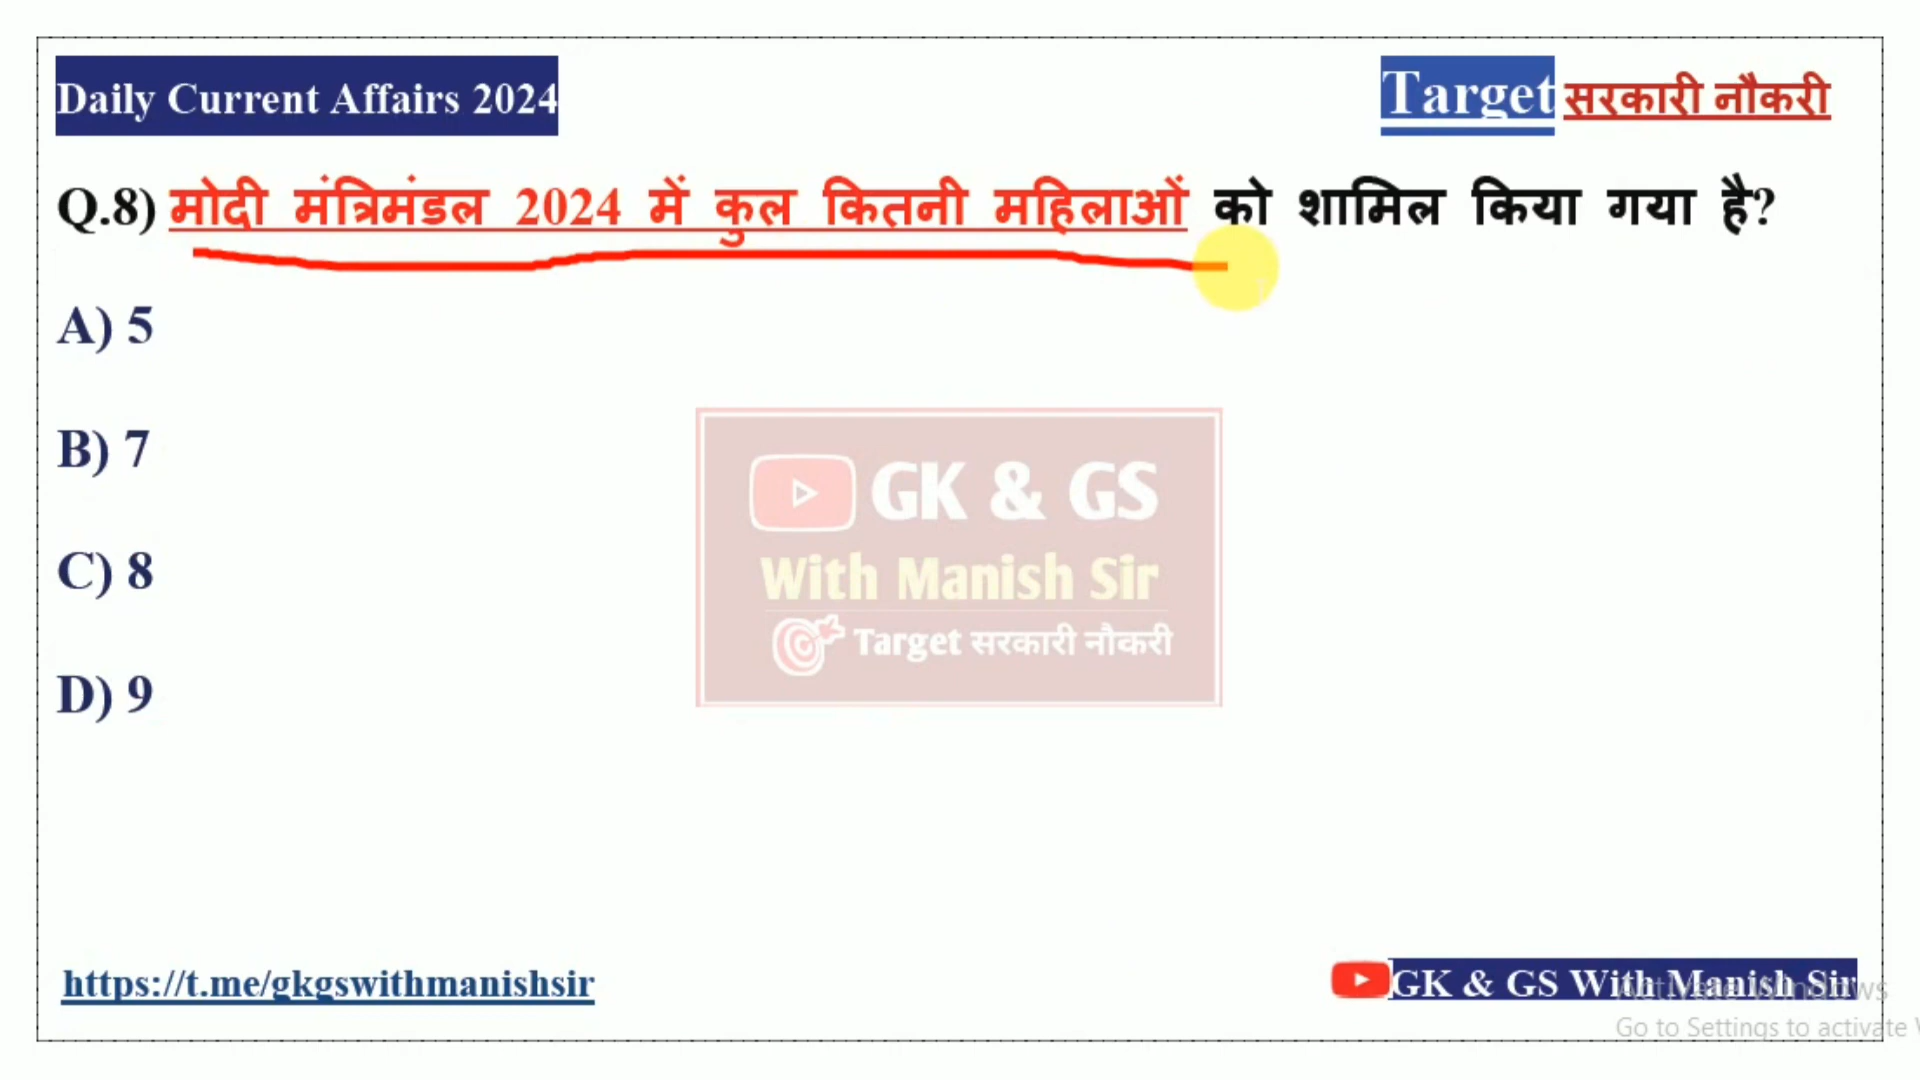 Daily Current Affairs 2024
Target सरकारी नौकरी
Q.8) मोदी मंत्रिमंडल 2024 में कुल कितनी महिलाओं को शामिल किया गया है?
A) 5
B) 7
C) 8
D) 9
GK & GS
With Manish Sir
Target सरकारी नौकरी
https://t.me/gkgswithmanishsir
GK & GS With Manish Sir
Activate Windows
Go to Settings to activate